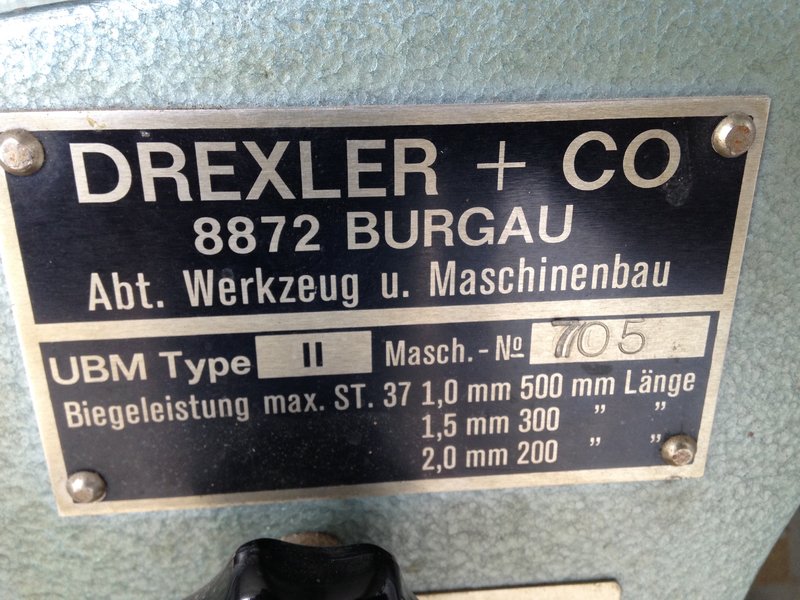 DREXLER + CO
8872 BURGAU
Abt. Werkzeug u. Maschinenbau
UBM Type II Masch.-No 705
Biegeleistung max. ST. 37 1,0 mm 500 mm Länge
1,5 mm 300 " "
2,0 mm 200 " "